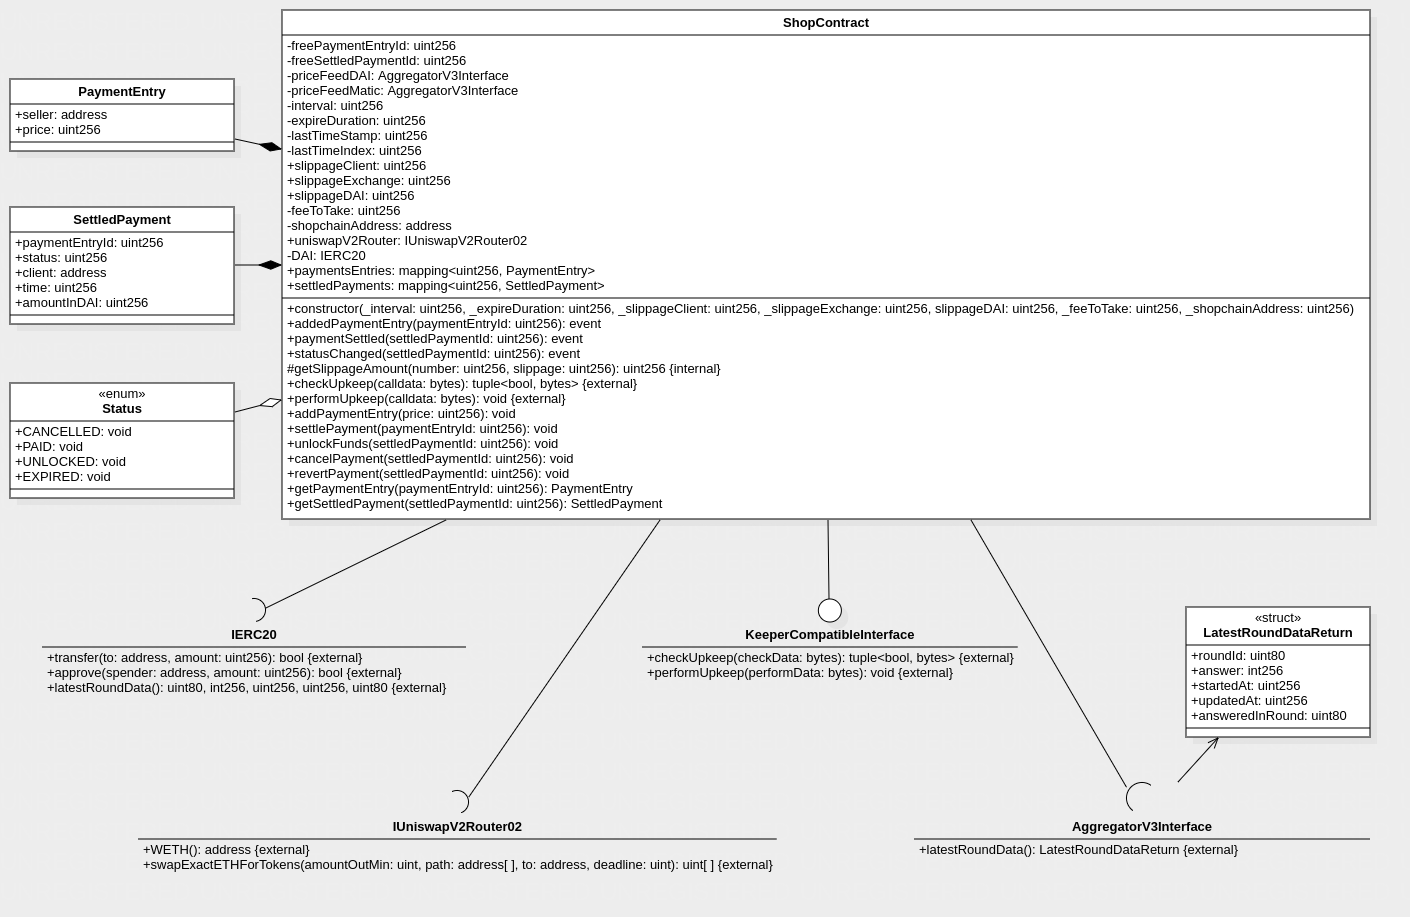 ShopContract
-freePaymentEntryId: uint256
-freeSettledPaymentId: uint256
-priceFeedDAI: AggregatorV3Interface
-priceFeedMatic: AggregatorV3Interface
-interval: uint256
-expireDuration: uint256
-lastTimeStamp: uint256
-lastTimeIndex: uint256
+slippageClient: uint256
+slippageExchange: uint256
+slippageDAI: uint256
-feeToTake: uint256
-shopchainAddress: address
+uniswapV2Router: IUniswapV2Router02
-DAI: IERC20
+paymentsEntries: mapping<uint256, PaymentEntry>
+settledPayments: mapping<uint256, SettledPayment>
+constructor(_interval: uint256, _expireDuration: uint256, _slippageClient: uint256, _slippageExchange: uint256, slippageDAI: uint256, _feeToTake: uint256, _shopchainAddress: uint256)
+addedPaymentEntry(paymentEntryId: uint256): event
+paymentSettled(settledPaymentId: uint256): event
+statusChanged(settledPaymentId: uint256): event
#getSlippageAmount(number: uint256, slippage: uint256): uint256 {internal}
+checkUpkeep(calldata: bytes): tuple<bool, bytes> {external}
+performUpkeep(calldata: bytes): void {external}
+addPaymentEntry(price: uint256): void
+settlePayment(paymentEntryId: uint256): void
+unlockFunds(settledPaymentId: uint256): void
+cancelPayment(settledPaymentId: uint256): void
+revertPayment(settledPaymentId: uint256): void
+getPaymentEntry(paymentEntryId: uint256): PaymentEntry
+getSettledPayment(settledPaymentId: uint256): SettledPayment
PaymentEntry
+seller: address
+price: uint256
SettledPayment
+paymentEntryId: uint256
+status: uint256
+client: address
+time: uint256
+amountInDAI: uint256
«enum»
Status
+CANCELLED: void
+PAID: void
+UNLOCKED: void
+EXPIRED: void
IERC20
+transfer(to: address, amount: uint256): bool {external}
+approve(spender: address, amount: uint256): bool {external}
+latestRoundData(): uint80, int256, uint256, uint256, uint80 {external}
KeeperCompatibleInterface
+checkUpkeep(checkData: bytes): tuple<bool, bytes> {external}
+performUpkeep(performData: bytes): void {external}
«struct»
LatestRoundDataReturn
+roundId: uint80
+answer: int256
+startedAt: uint256
+updatedAt: uint256
+answeredInRound: uint80
IUniswapV2Router02
+WETH(): address {external}
+swapExactETHForTokens(amountOutMin: uint, path: address[ ], to: address, deadline: uint): uint[ ] {external}
AggregatorV3Interface
+latestRoundData(): LatestRoundDataReturn {external}